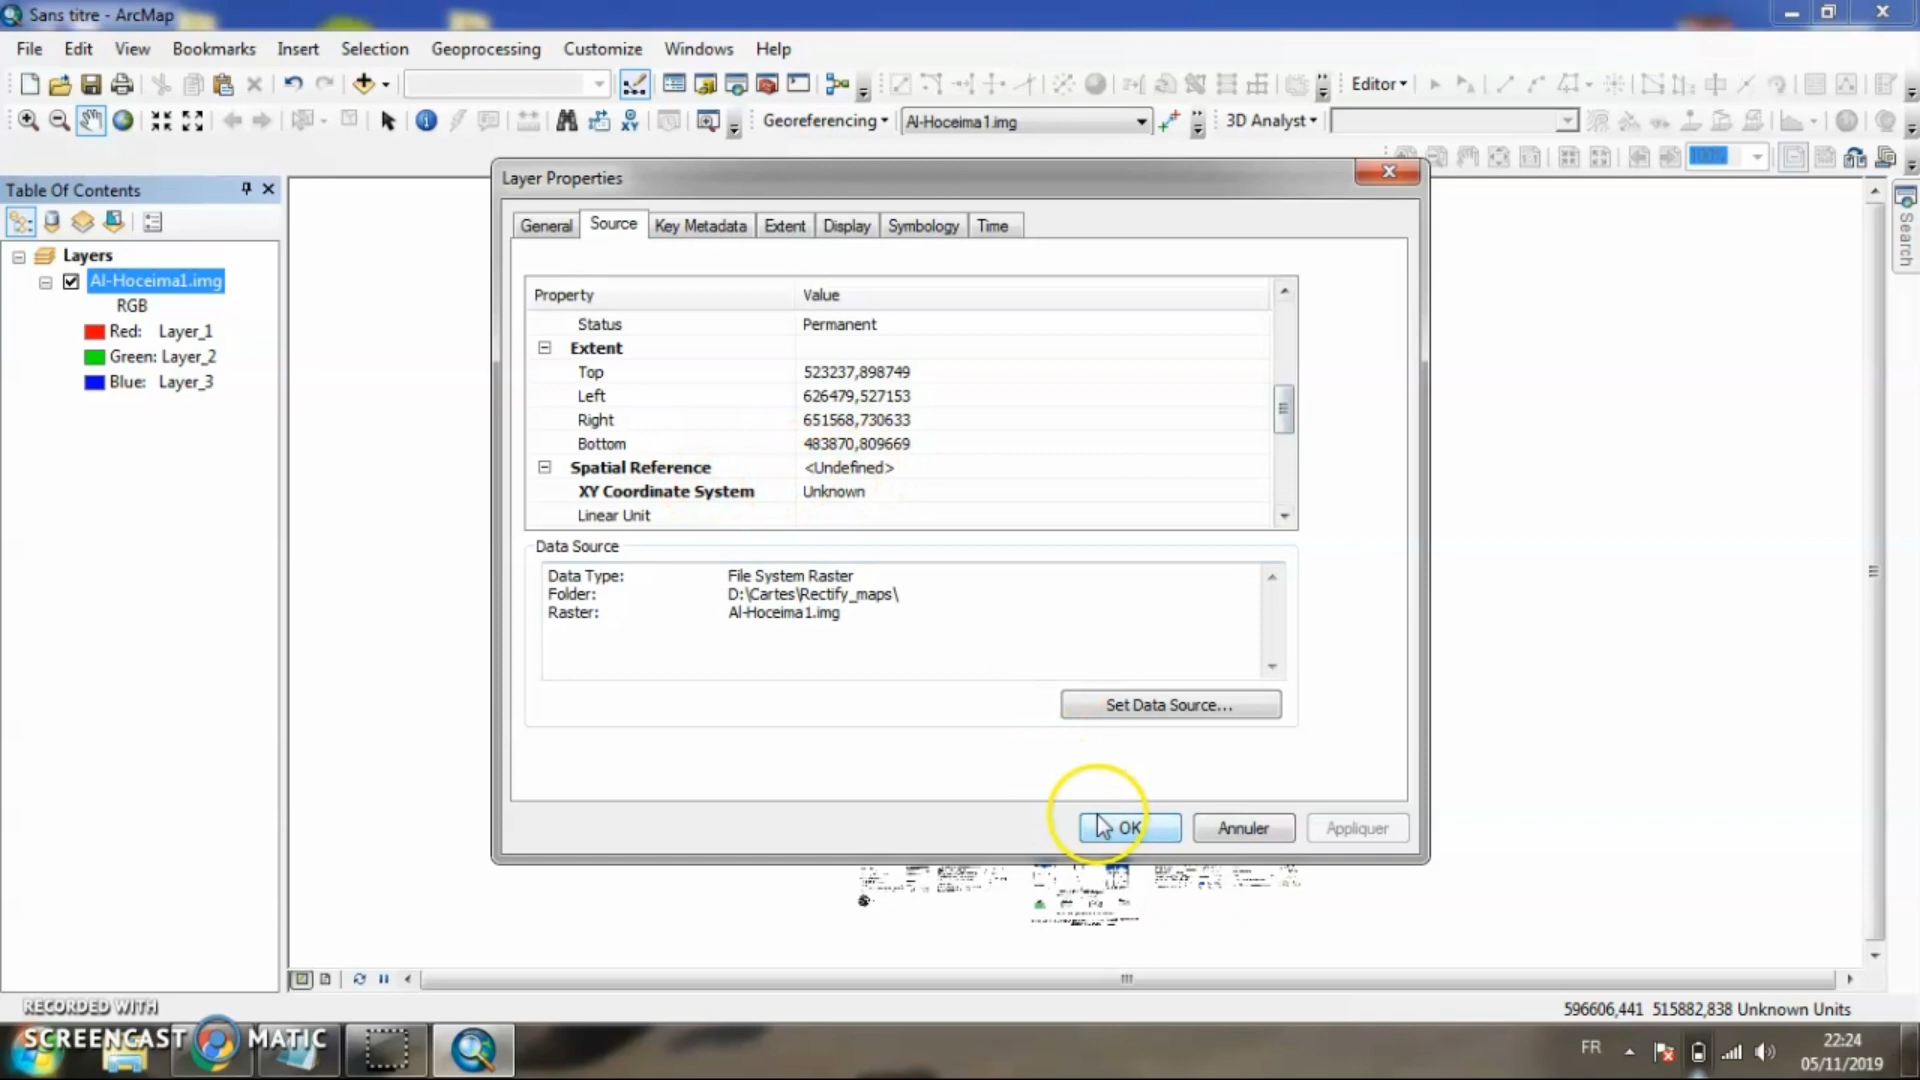 Sans titre - ArcMap
File Edit View Bookmarks Insert Selection Geoprocessing Customize Windows Help
Editor
Georeferencing Al-Hoceima1.img 3D Analyst
100%
Table Of Contents
Search
Layers
Al-Hoceima1.img
RGB
Red: Layer_1
Green: Layer_2
Blue: Layer_3
Layer Properties
General Source Key Metadata Extent Display Symbology Time
Property Value
Status Permanent
Extent
Top 523237,898749
Left 626479,527153
Right 651568,730633
Bottom 483870,809669
Spatial Reference <Undefined>
XY Coordinate System Unknown
Linear Unit
Data Source
Data Type: File System Raster
Folder: D:\Cartes\Rectify_maps\
Raster: Al-Hoceima1.img
Set Data Source...
OK Annuler Appliquer
596606,441 515882,838 Unknown Units
RECORDED WITH
SCREENCAST MATIC
FR
22:24
05/11/2019